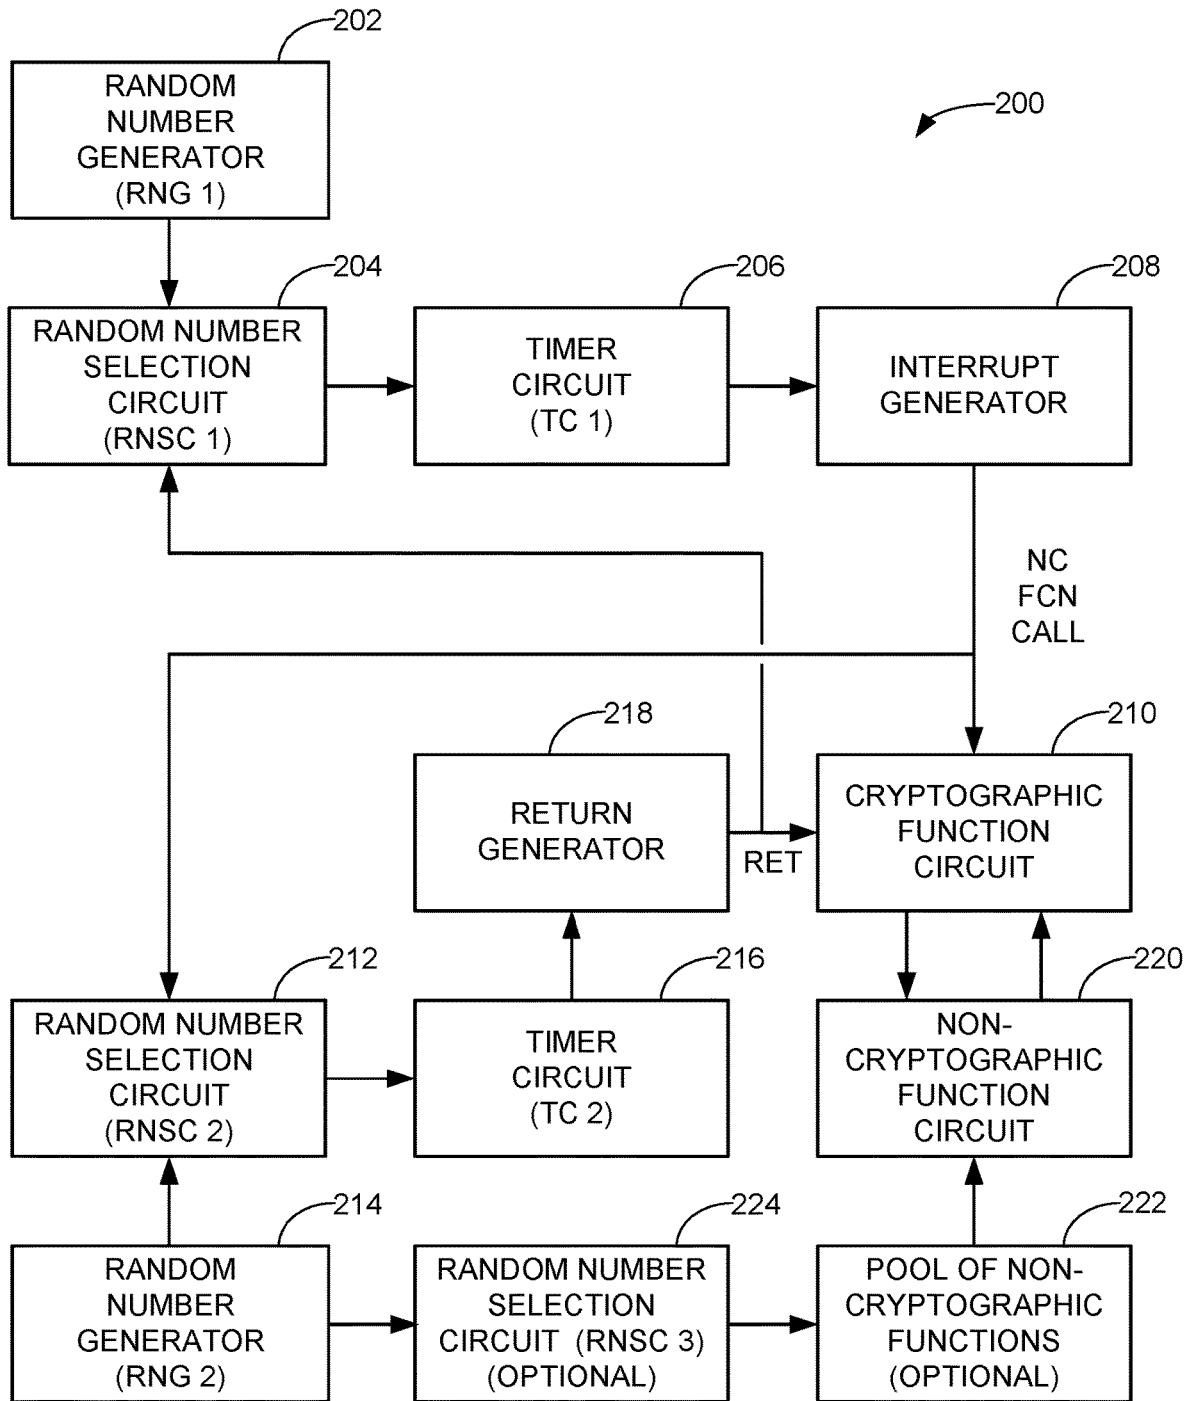 202
RANDOM
NUMBER
GENERATOR
(RNG 1)
200
204
RANDOM NUMBER
SELECTION
CIRCUIT
(RNSC 1)
206
TIMER
CIRCUIT
(TC 1)
208
INTERRUPT
GENERATOR
NC
FCN
CALL
218
RETURN
GENERATOR
RET
210
CRYPTOGRAPHIC
FUNCTION
CIRCUIT
212
RANDOM NUMBER
SELECTION
CIRCUIT
(RNSC 2)
216
TIMER
CIRCUIT
(TC 2)
220
NON-
CRYPTOGRAPHIC
FUNCTION
CIRCUIT
214
RANDOM
NUMBER
GENERATOR
(RNG 2)
224
RANDOM NUMBER
SELECTION
CIRCUIT (RNSC 3)
(OPTIONAL)
222
POOL OF NON-
CRYPTOGRAPHIC
FUNCTIONS
(OPTIONAL)